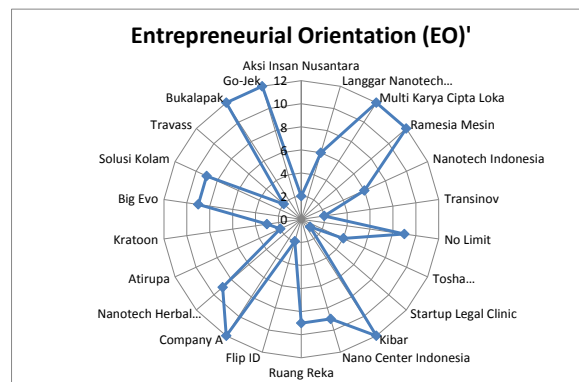 Entrepreneurial Orientation (EO)'
Aksi Insan Nusantara
Langgar Nanotech...
Multi Karya Cipta Loka
Ramesia Mesin
Nanotech Indonesia
Transinov
No Limit
Tosha...
Startup Legal Clinic
Kibar
Nano Center Indonesia
Ruang Reka
Flip ID
Company A
Nanotech Herbal...
Atirupa
Kratoon
Big Evo
Solusi Kolam
Travass
Bukalapak
Go-Jek
12
10
8
6
4
2
0